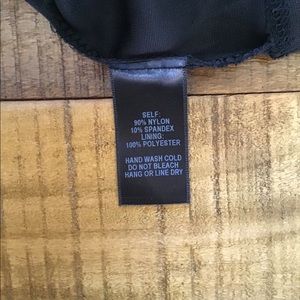 SELF:
90% NYLON
10% SPANDEX
LINING:
100% POLYESTER
HAND WASH COLD
DO NOT BLEACH
HANG OR LINE DRY